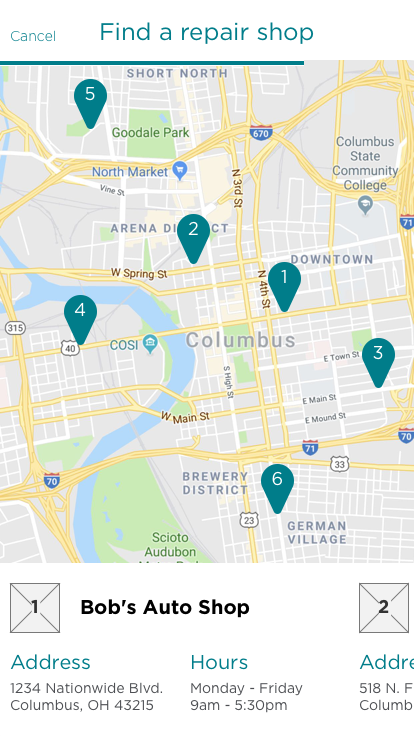 Cancel
Find a repair shop
SHORT NORTH
5
Goodale Park
670
Columbus
State
Community
College
North Market
Vine St
N 3rd St
71
2
ARENA DI CT
DOWNTOWN
W Spring St
1
N 4th St
4
315
COSI
40
Columbus
3
E Town St
S High St
E Main St
W Main St
E Mound St
70
71
33
70
BREWERY
DISTRICT
6
23
GERMAN
VILLAGE
Scioto
Audubon
1
Bob's Auto Shop
2
Address
Hours
Addre
1234 Nationwide Blvd.
Monday - Friday
518 N. F
Columbus, OH 43215
9am - 5:30pm
Columb